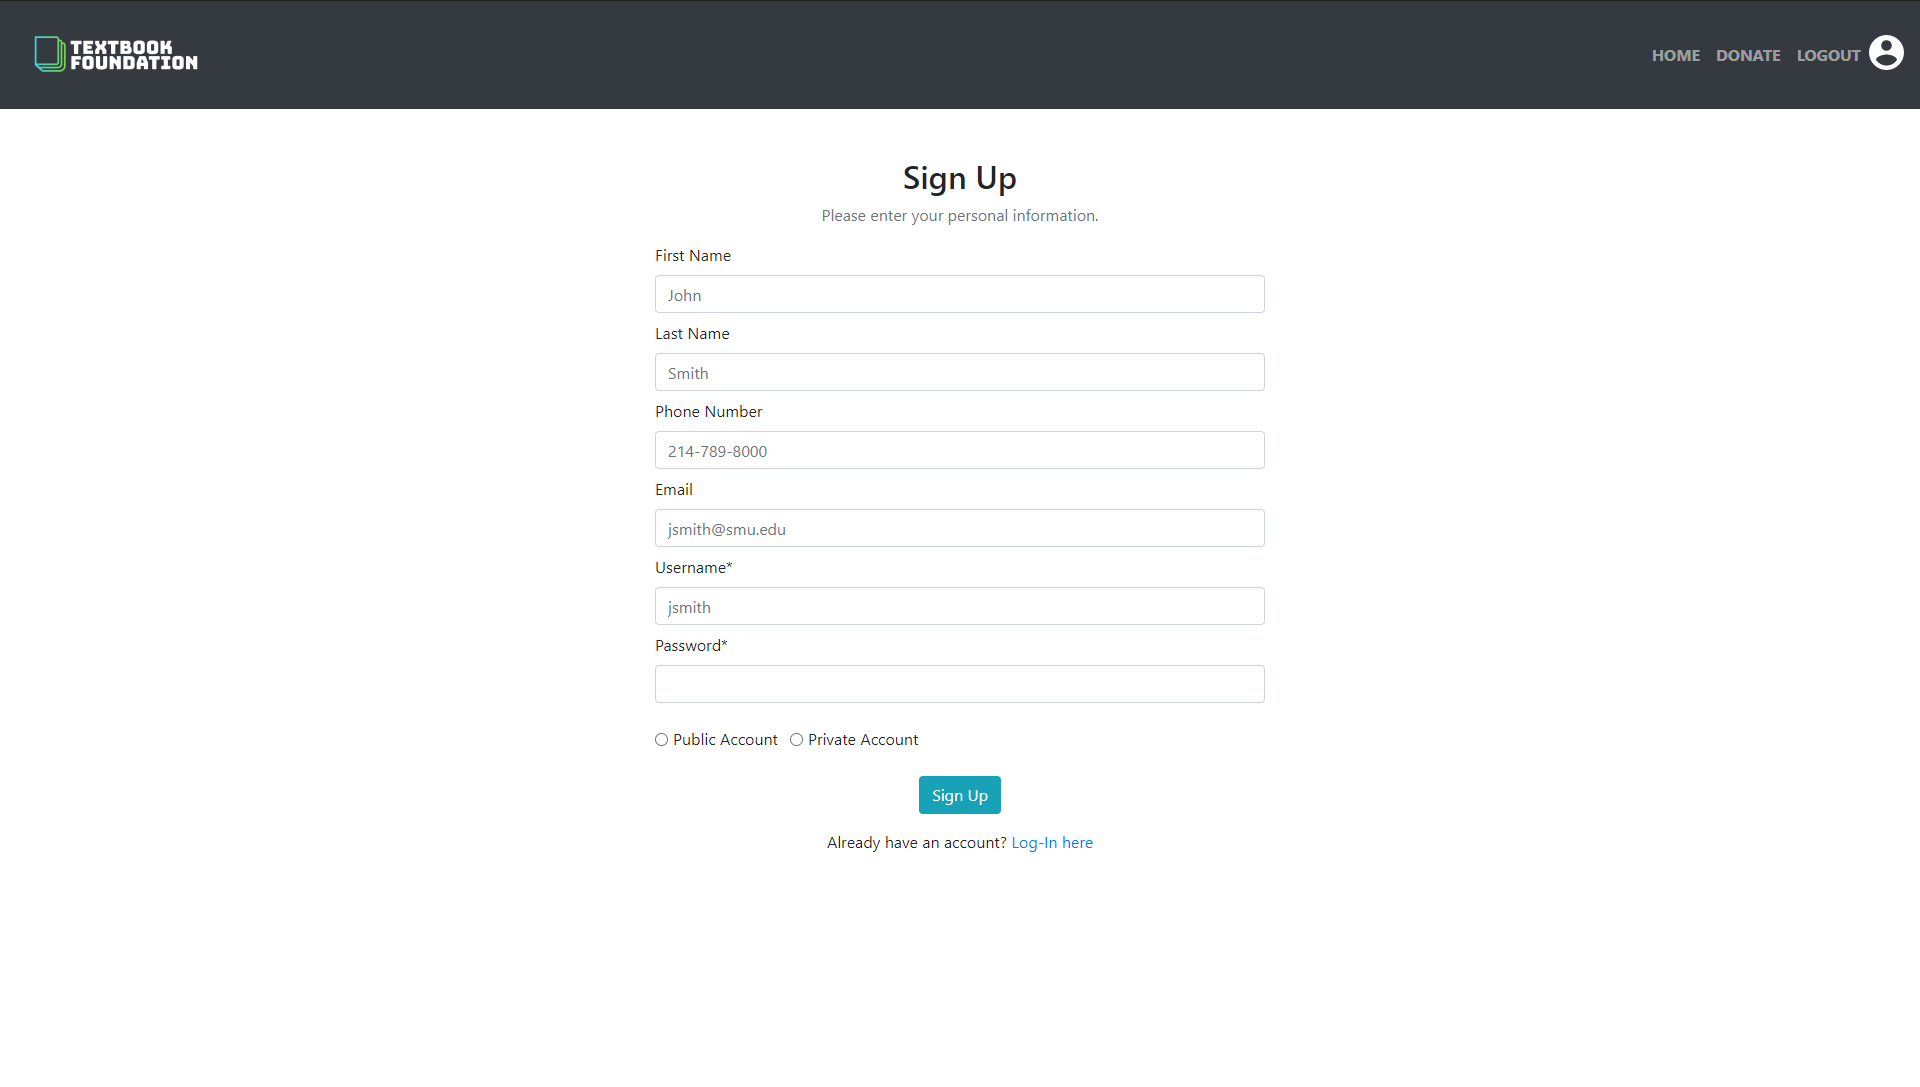 TEXTBOOK
FOUNDATION
HOME DONATE LOGOUT
Sign Up
Please enter your personal information.
First Name
John
Last Name
Smith
Phone Number
214-789-8000
Email
jsmith@smu.edu
Username*
jsmith
Password*
Public Account Private Account
Sign Up
Already have an account? Log-In here